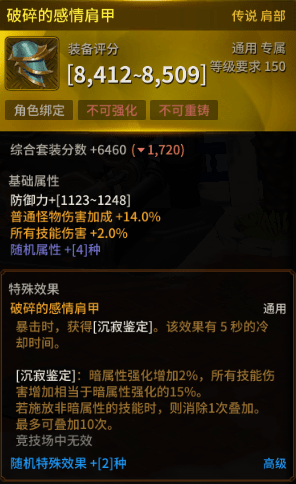 破碎的感情肩甲
传说 肩部
装备评分
通用 专属
[8,412~8,509]
等级要求 150
角色绑定 不可强化 不可重铸
综合套装分数 +6460 (▼1,720)
基础属性
防御力+[1123~1248]
普通怪物伤害加成 +14.0%
所有技能伤害 +2.0%
随机属性 +[4]种
特殊效果
破碎的感情肩甲 通用
暴击时，获得[沉寂鉴定]。该效果有 5 秒的冷
却时间。
[沉寂鉴定]：暗属性强化增加2%，所有技能伤
害增加相当于暗属性强化的15%。
若施放非暗属性的技能时，则消除1次叠加。
最多可叠加10次。
竞技场中无效
随机特殊效果 +[2]种 高级